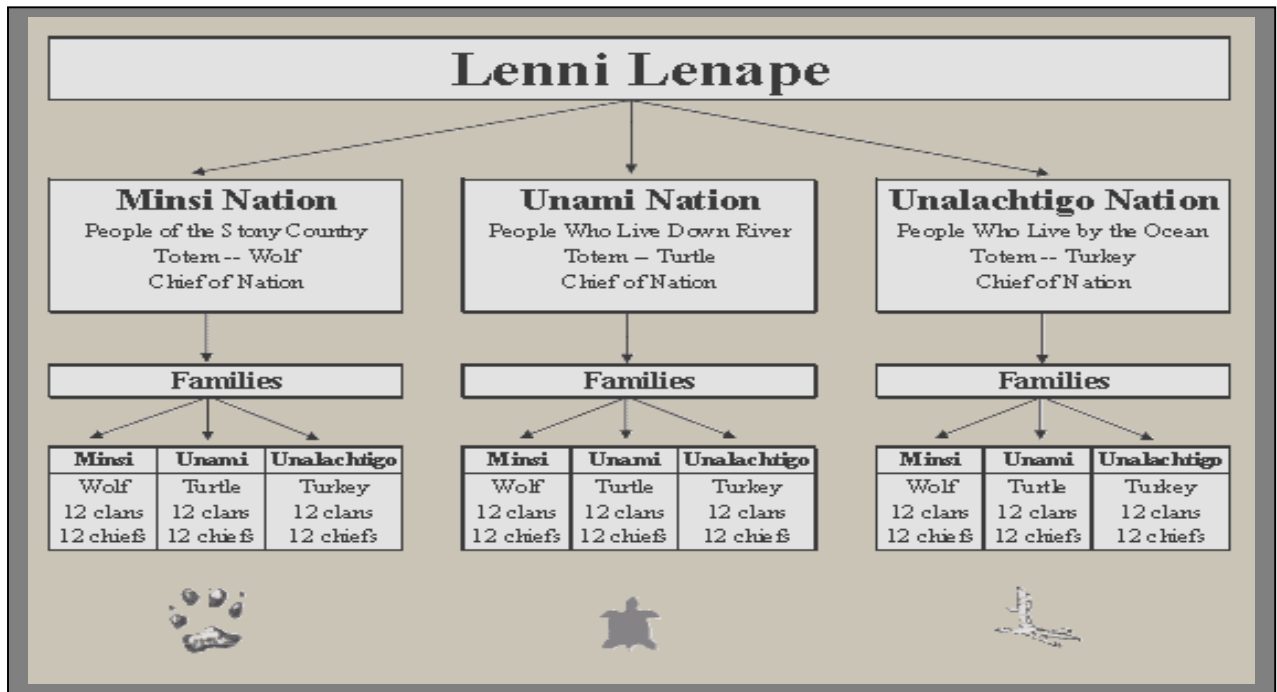 Lenni Lenape
Minsi Nation
People of the Stony Country
Totem -- Wolf
Chief of Nation
Unami Nation
People Who Live Down River
Totem – Turtle
Chief of Nation
Unalachtigo Nation
People Who Live by the Ocean
Totem -- Turkey
Chief of Nation
Families
Families
Families
Minsi Unami Unalachtigo
Wolf Turtle Turkey
12 clans 12 clans 12 clans
12 chiefs 12 chiefs 12 chiefs
Minsi Unami Unalachtigo
Wolf Turtle Turkey
12 clans 12 clans 12 clans
12 chiefs 12 chiefs 12 chiefs
Minsi Unami Unalachtigo
Wolf Turtle Turkey
12 clans 12 clans 12 clans
12 chiefs 12 chiefs 12 chiefs